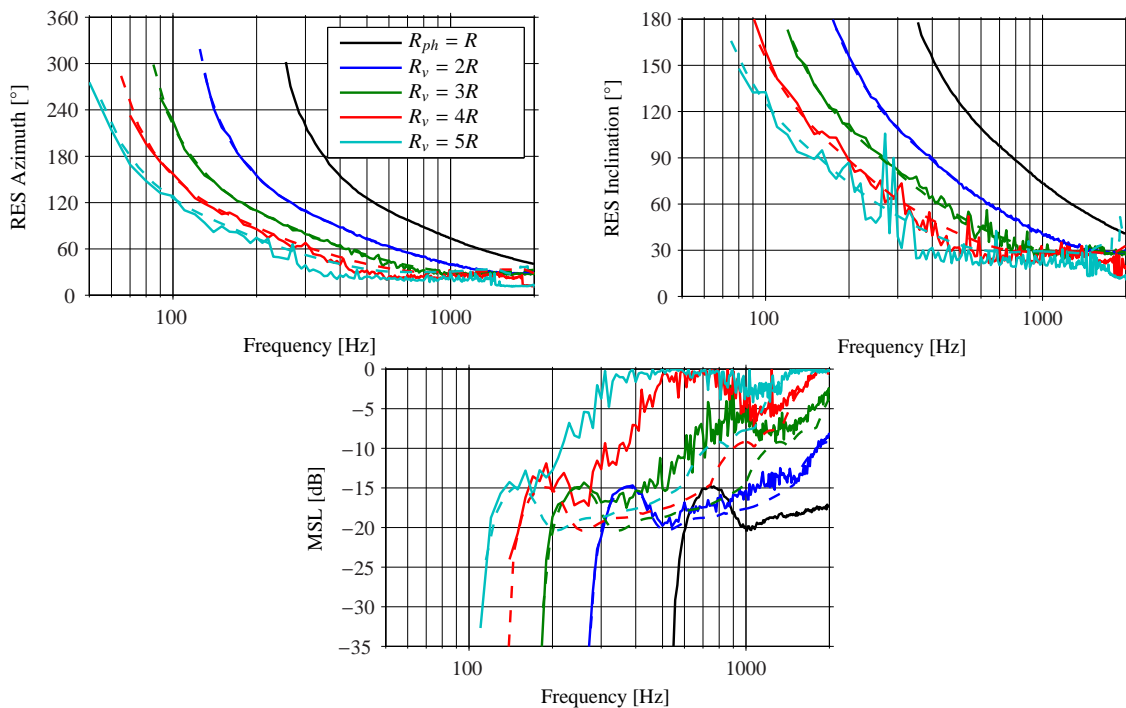 360
300
240
180
120
60
0
RES Azimuth [°]
100
1000
Frequency [Hz]
R_ph = R
R_v = 2R
R_v = 3R
R_v = 4R
R_v = 5R
180
150
120
90
60
30
0
RES Inclination [°]
100
1000
Frequency [Hz]
0
−5
−10
−15
−20
−25
−30
−35
MSL [dB]
100
1000
Frequency [Hz]